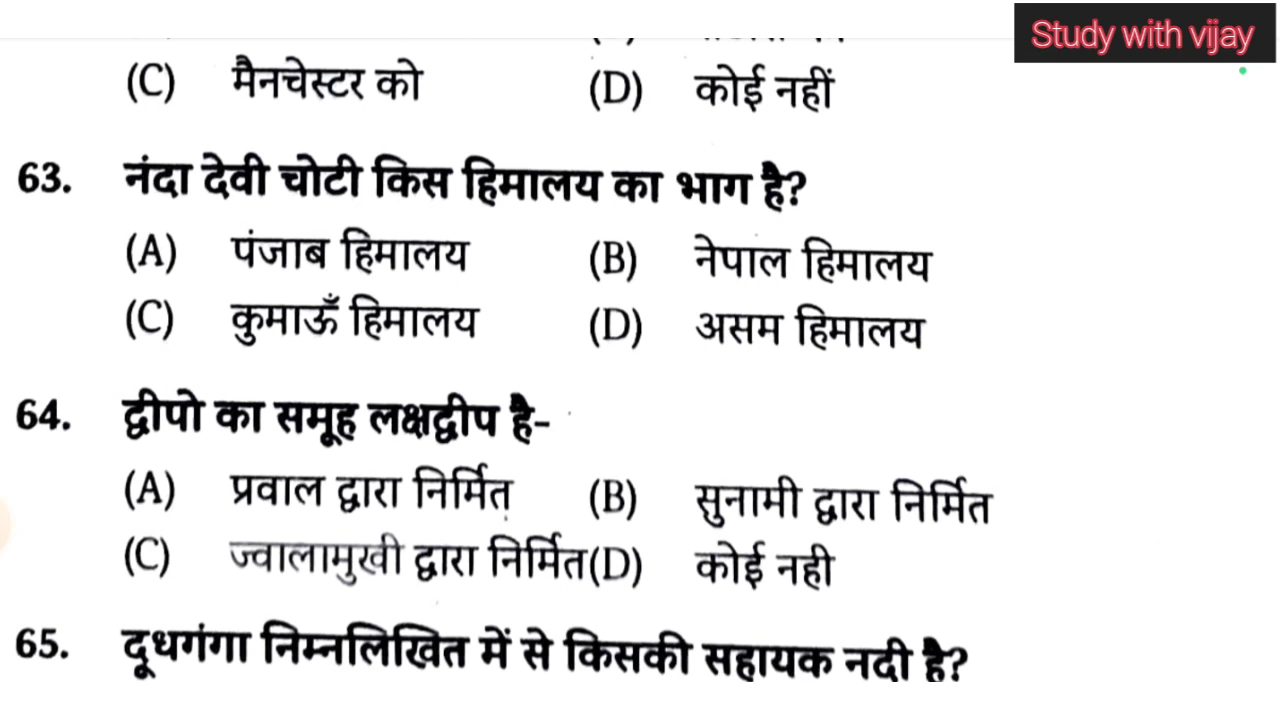 Study with vijay
(C) मैनचेस्टर को (D) कोई नहीं
63. नंदा देवी चोटी किस हिमालय का भाग है?
(A) पंजाब हिमालय (B) नेपाल हिमालय
(C) कुमाऊँ हिमालय (D) असम हिमालय
64. द्वीपो का समूह लक्षद्वीप है-
(A) प्रवाल द्वारा निर्मित (B) सुनामी द्वारा निर्मित
(C) ज्वालामुखी द्वारा निर्मित(D) कोई नही
65. दूधगंगा निम्नलिखित में से किसकी सहायक नदी है?